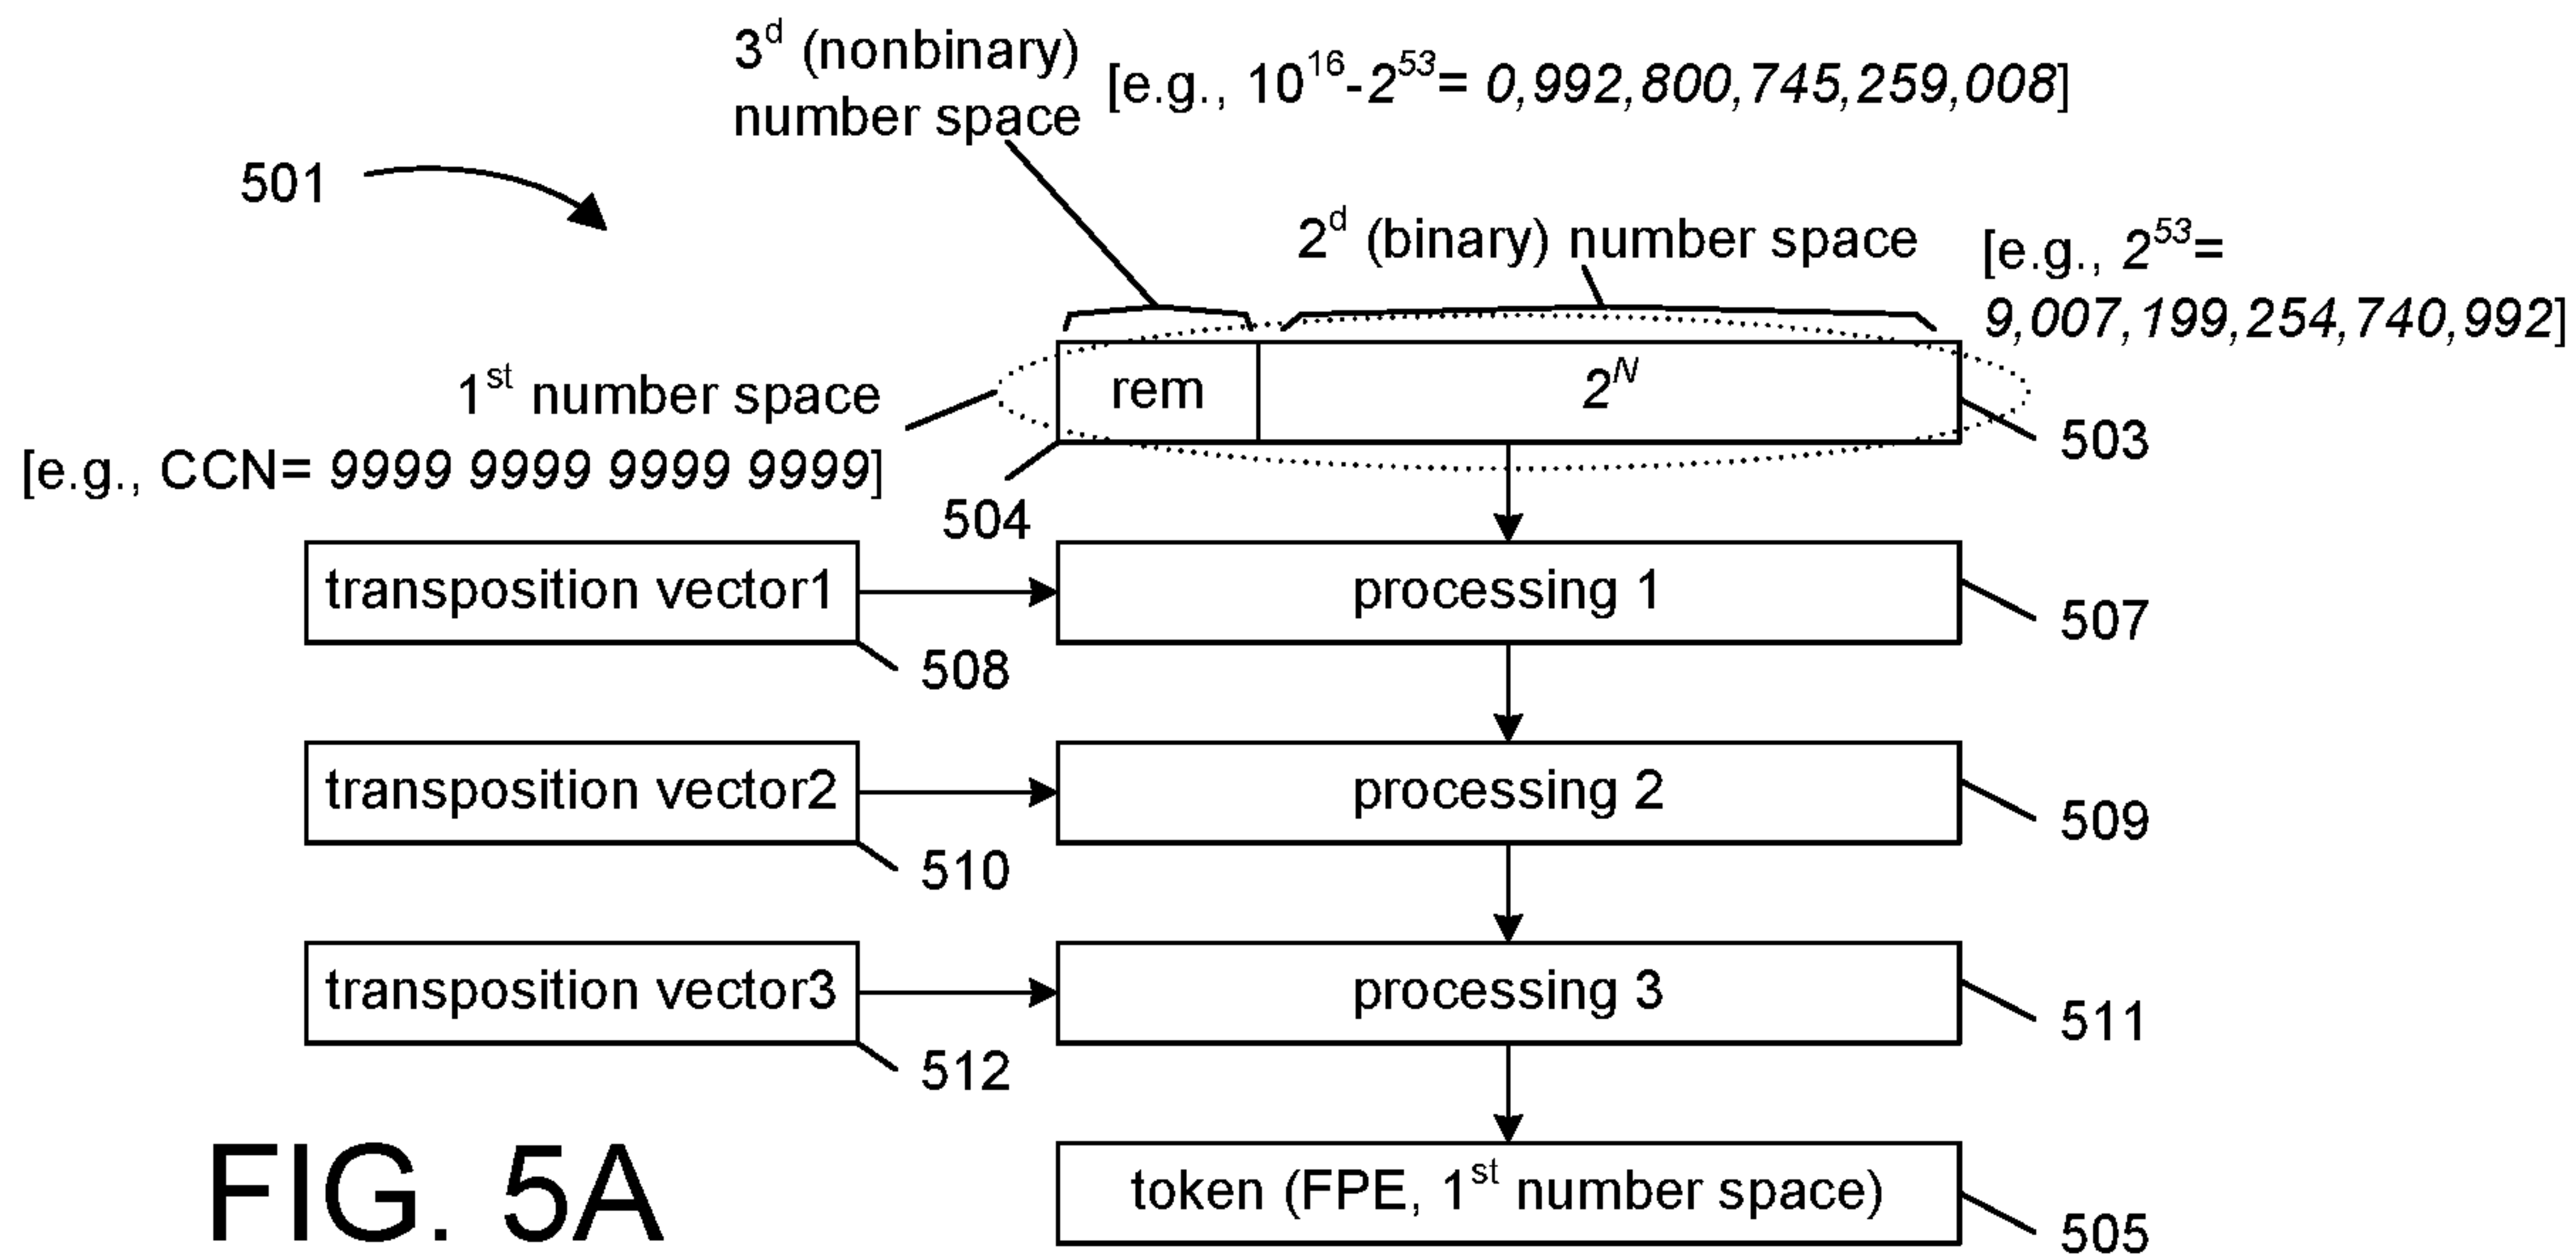 3d (nonbinary)
number space
[e.g., 10^16-2^53= 0,992,800,745,259,008]
501
2d (binary) number space
[e.g., 2^53=
9,007,199,254,740,992]
1st number space
[e.g., CCN= 9999 9999 9999 9999]
rem
2^N
503
504
transposition vector1
processing 1
507
508
transposition vector2
processing 2
509
510
transposition vector3
processing 3
511
512
token (FPE, 1st number space)
505
FIG. 5A